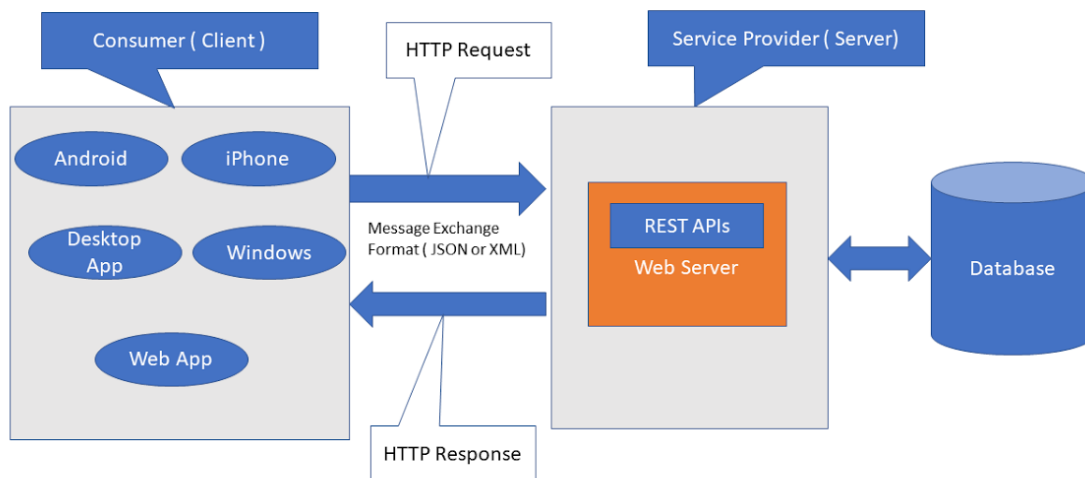 Consumer ( Client )
HTTP Request
Service Provider ( Server)
Android
iPhone
Desktop
App
Windows
Web App
Message Exchange
Format ( JSON or XML)
HTTP Response
REST APIs
Web Server
Database